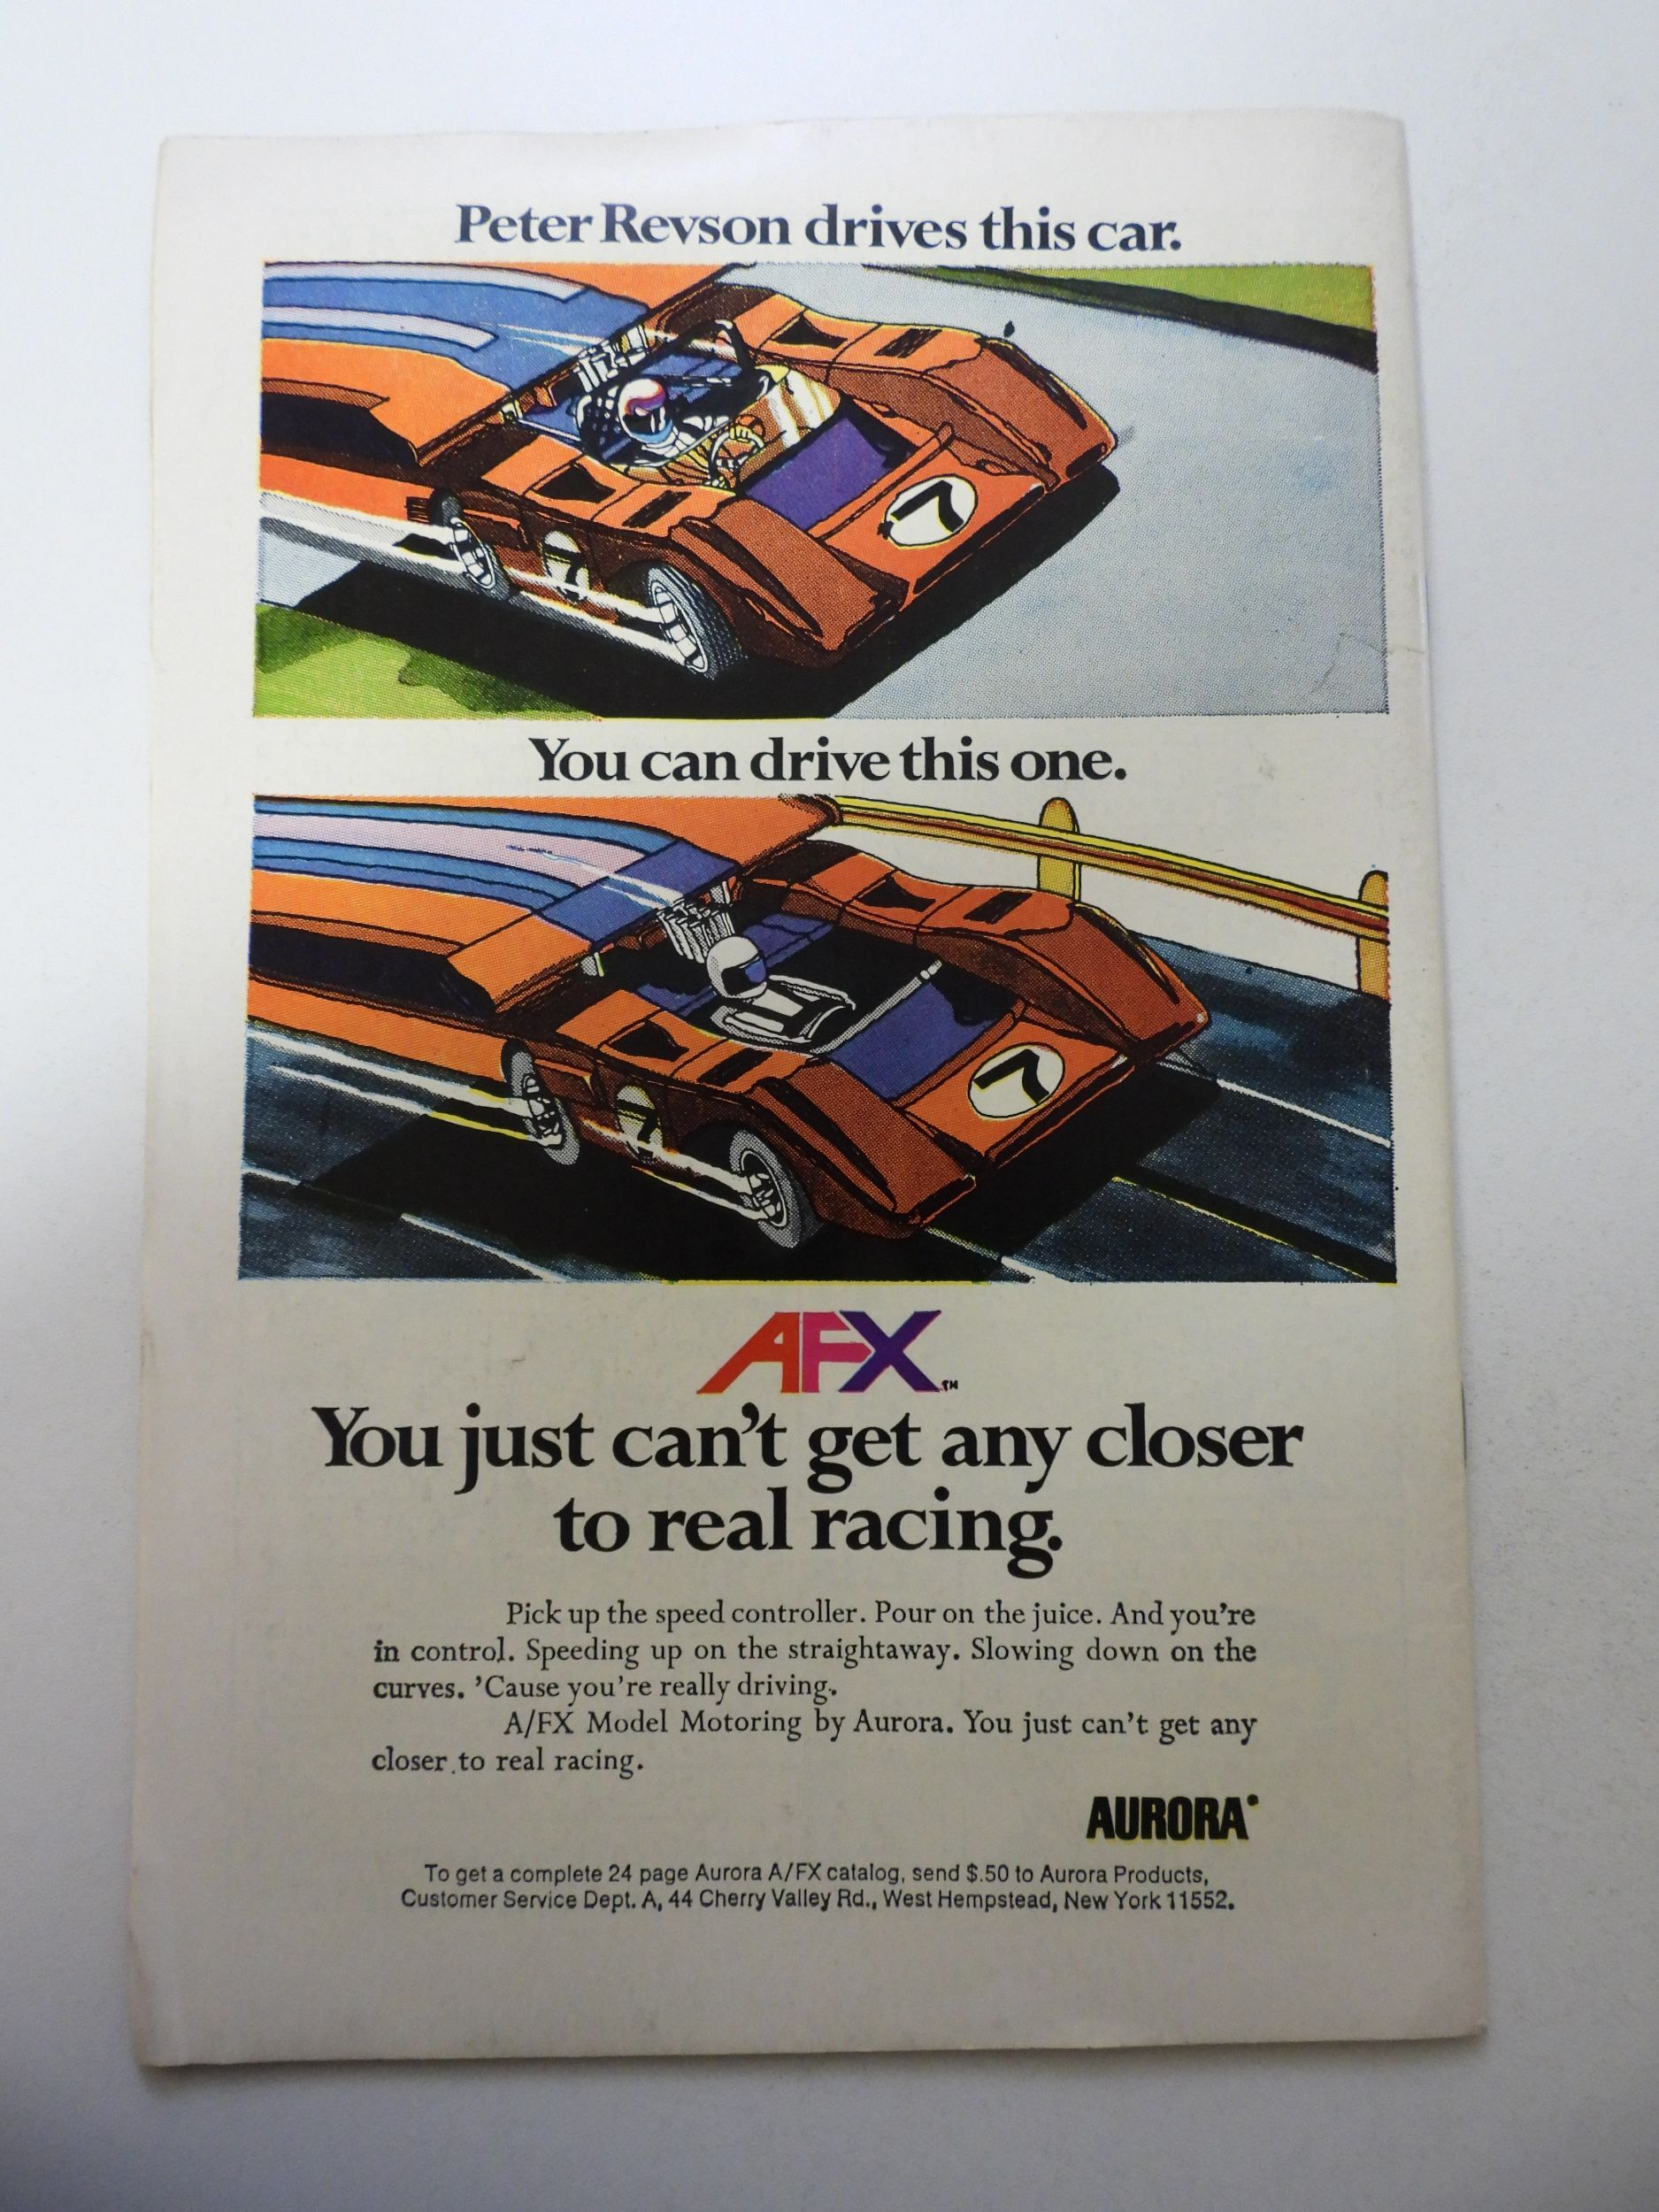 Peter Revson drives this car.
7
7
You can drive this one.
7
7
AFX™
You just can't get any closer
to real racing.
Pick up the speed controller. Pour on the juice. And you're
in control. Speeding up on the straightaway. Slowing down on the
curves. 'Cause you're really driving.
A/FX Model Motoring by Aurora. You just can't get any
closer to real racing.
AURORA®
To get a complete 24 page Aurora A/FX catalog, send $.50 to Aurora Products,
Customer Service Dept. A, 44 Cherry Valley Rd., West Hempstead, New York 11552.